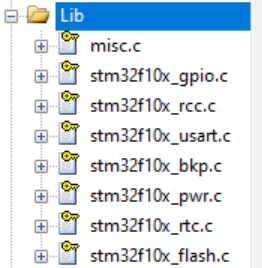 Lib
misc.c
stm32f10x_gpio.c
stm32f10x_rcc.c
stm32f10x_usart.c
stm32f10x_bkp.c
stm32f10x_pwr.c
stm32f10x_rtc.c
stm32f10x_flash.c